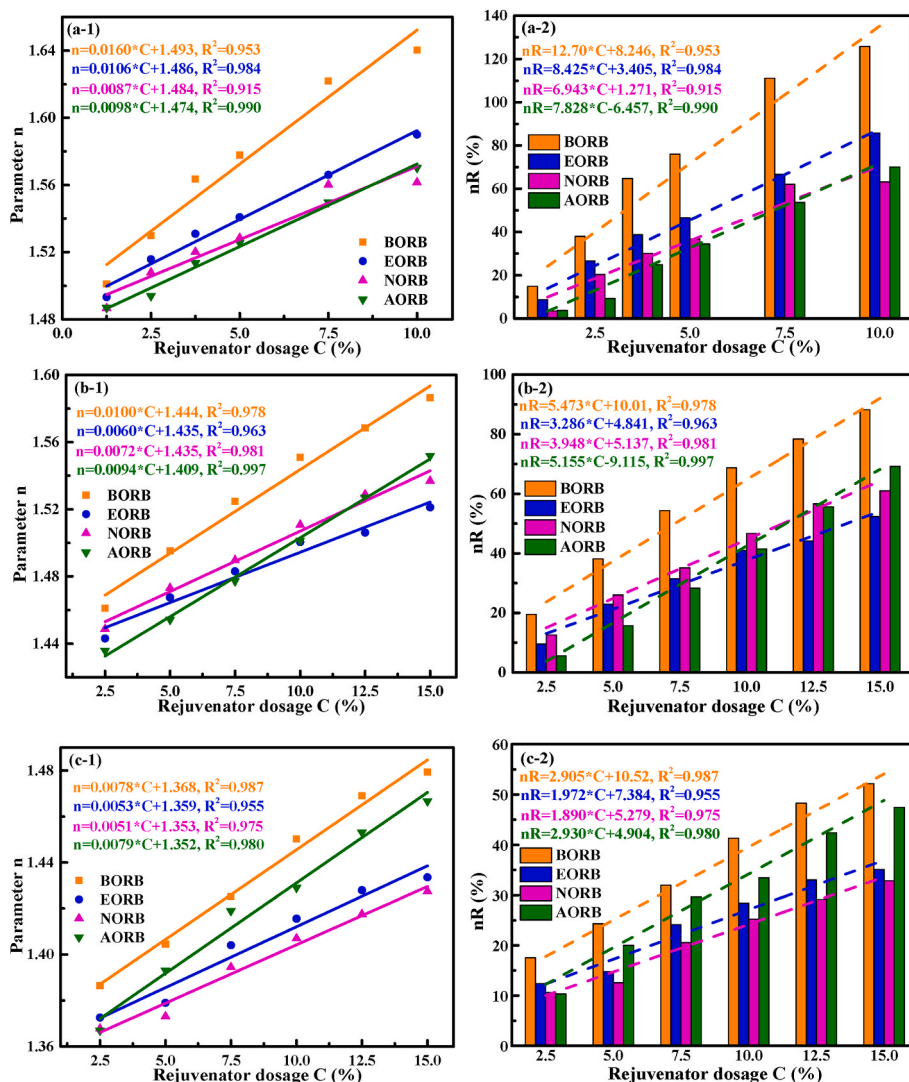 (a-1)
n=0.0160*C+1.493, R²=0.953
n=0.0106*C+1.486, R²=0.984
n=0.0087*C+1.484, R²=0.915
n=0.0098*C+1.474, R²=0.990
BORB
EORB
NORB
AORB
Parameter n
1.64
1.60
1.56
1.52
1.48
0.0 2.5 5.0 7.5 10.0
Rejuvenator dosage C (%)
(a-2)
nR=12.70*C+8.246, R²=0.953
nR=8.425*C+3.405, R²=0.984
nR=6.943*C+1.271, R²=0.915
nR=7.828*C-6.457, R²=0.990
BORB
EORB
NORB
AORB
nR (%)
140
120
100
80
60
40
20
0
2.5 5.0 7.5 10.0
Rejuvenator dosage C (%)
(b-1)
n=0.0100*C+1.444, R²=0.978
n=0.0060*C+1.435, R²=0.963
n=0.0072*C+1.435, R²=0.981
n=0.0094*C+1.409, R²=0.997
BORB
EORB
NORB
AORB
Parameter n
1.60
1.56
1.52
1.48
1.44
2.5 5.0 7.5 10.0 12.5 15.0
Rejuvenator dosage C (%)
(b-2)
nR=5.473*C+10.01, R²=0.978
nR=3.286*C+4.841, R²=0.963
nR=3.948*C+5.137, R²=0.981
nR=5.155*C-9.115, R²=0.997
BORB
EORB
NORB
AORB
nR (%)
100
80
60
40
20
0
2.5 5.0 7.5 10.0 12.5 15.0
Rejuvenator dosage C (%)
(c-1)
n=0.0078*C+1.368, R²=0.987
n=0.0053*C+1.359, R²=0.955
n=0.0051*C+1.353, R²=0.975
n=0.0079*C+1.352, R²=0.980
BORB
EORB
NORB
AORB
Parameter n
1.48
1.44
1.40
1.36
2.5 5.0 7.5 10.0 12.5 15.0
Rejuvenator dosage C (%)
(c-2)
nR=2.905*C+10.52, R²=0.987
nR=1.972*C+7.384, R²=0.955
nR=1.890*C+5.279, R²=0.975
nR=2.930*C+4.904, R²=0.980
BORB
EORB
NORB
AORB
nR (%)
60
50
40
30
20
10
0
2.5 5.0 7.5 10.0 12.5 15.0
Rejuvenator dosage C (%)